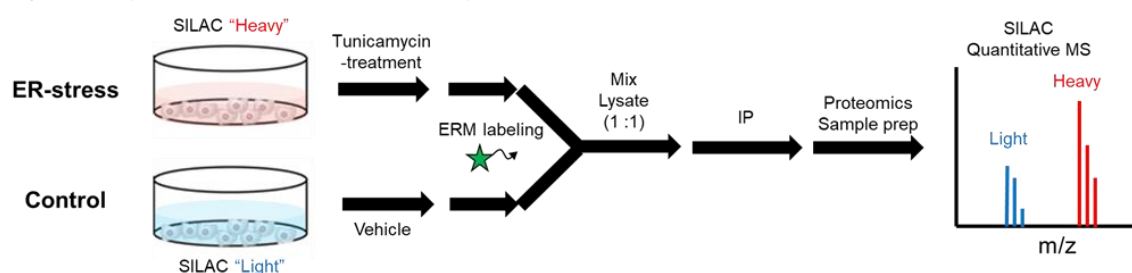 SILAC “Heavy”
ER-stress
Tunicamycin
-treatment
ERM labeling
Mix
Lysate
(1 :1)
IP
Proteomics
Sample prep
SILAC
Quantitative MS
Heavy
Light
m/z
Control
Vehicle
SILAC “Light”